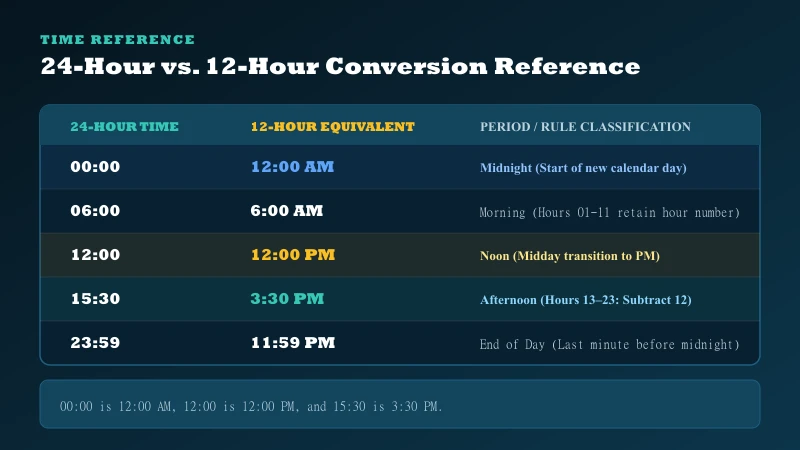 TIME REFERENCE
24-Hour vs. 12-Hour Conversion Reference
24-HOUR TIME 12-HOUR EQUIVALENT PERIOD / RULE CLASSIFICATION
00:00 12:00 AM Midnight (Start of new calendar day)
06:00 6:00 AM Morning (Hours 01–11 retain hour number)
12:00 12:00 PM Noon (Midday transition to PM)
15:30 3:30 PM Afternoon (Hours 13–23: Subtract 12)
23:59 11:59 PM End of Day (Last minute before midnight)
00:00 is 12:00 AM, 12:00 is 12:00 PM, and 15:30 is 3:30 PM.